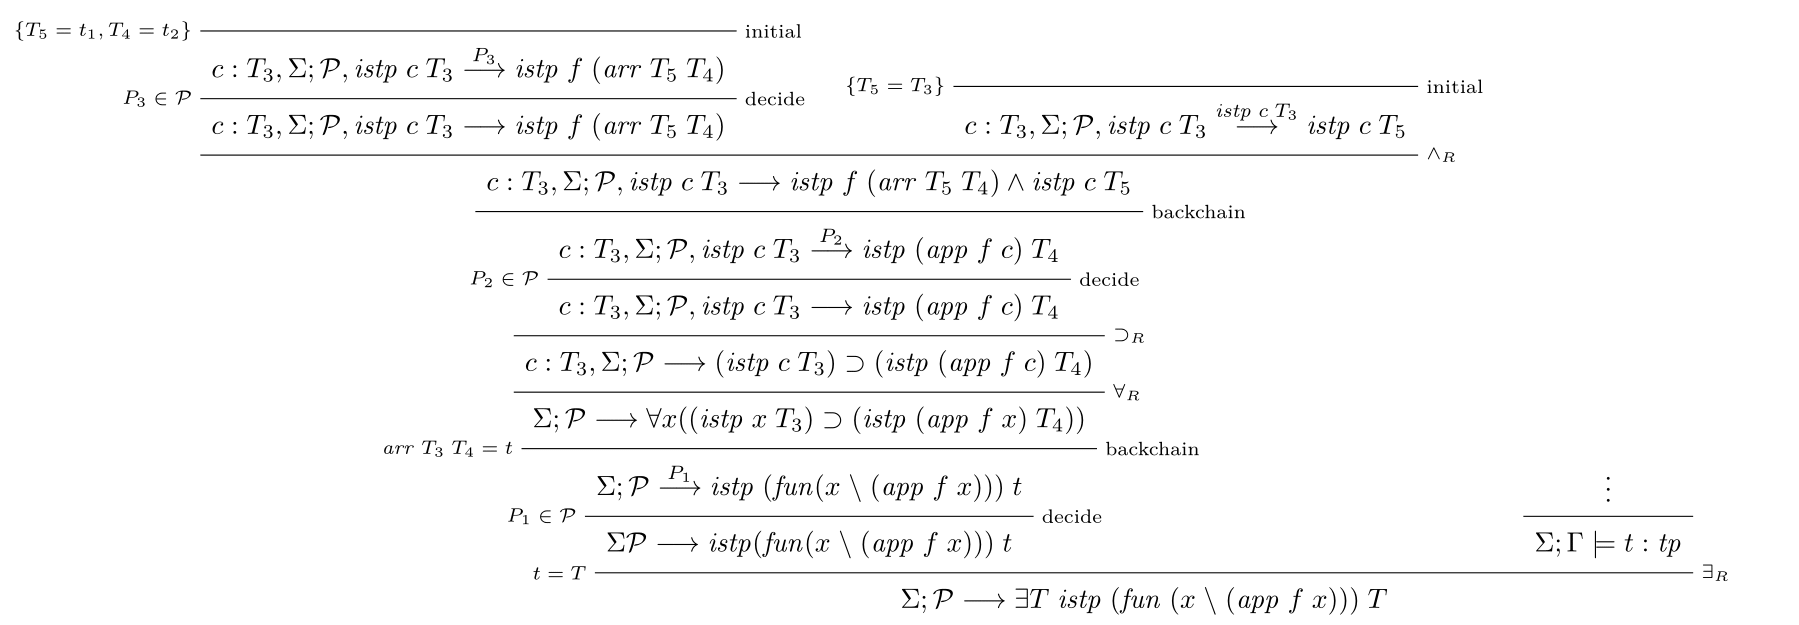 {T₅ = t₁, T₄ = t₂} initial
c : T₃, Σ; 𝒫, istp c T₃ —P₃→ istp f (arr T₅ T₄)
P₃ ∈ 𝒫 decide
{T₅ = T₃} initial
c : T₃, Σ; 𝒫, istp c T₃ ⟶ istp f (arr T₅ T₄)
c : T₃, Σ; 𝒫, istp c T₃ —istp c T₃→ istp c T₅
∧R
c : T₃, Σ; 𝒫, istp c T₃ ⟶ istp f (arr T₅ T₄) ∧ istp c T₅
backchain
c : T₃, Σ; 𝒫, istp c T₃ —P₂→ istp (app f c) T₄
P₂ ∈ 𝒫 decide
c : T₃, Σ; 𝒫, istp c T₃ ⟶ istp (app f c) T₄
⊃R
c : T₃, Σ; 𝒫 ⟶ (istp c T₃) ⊃ (istp (app f c) T₄)
∀R
Σ; 𝒫 ⟶ ∀x((istp x T₃) ⊃ (istp (app f x) T₄))
arr T₃ T₄ = t backchain
Σ; 𝒫 —P₁→ istp (fun(x \ (app f x))) t
⋮
P₁ ∈ 𝒫 decide
Σ𝒫 ⟶ istp(fun(x \ (app f x))) t
Σ; Γ ⊨ t : tp
t = T ∃R
Σ; 𝒫 ⟶ ∃T istp (fun (x \ (app f x))) T